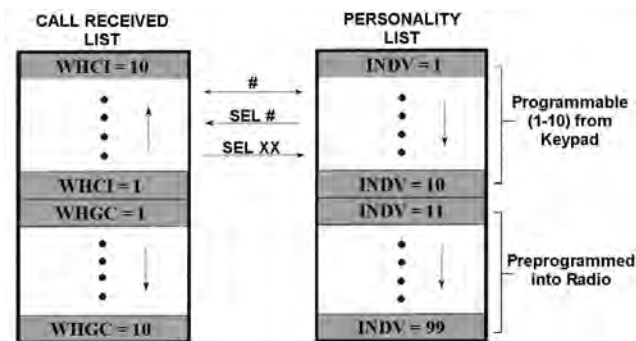 CALL RECEIVED
LIST
WHCI = 10
WHCI = 1
WHGC = 1
WHGC = 10
#
SEL #
SEL XX
PERSONALITY
LIST
INDV = 1
INDV = 10
INDV = 11
INDV = 99
Programmable
(1-10) from
Keypad
Preprogrammed
into Radio